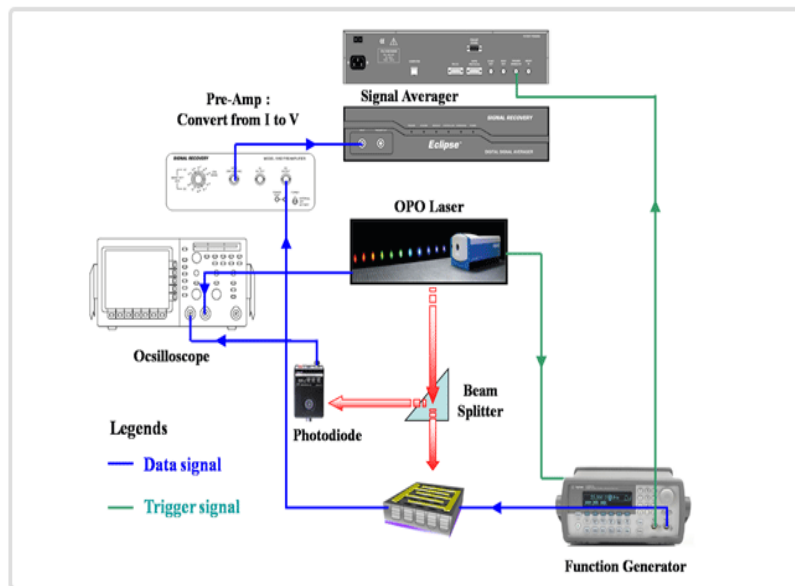 Signal Averager
Pre-Amp :
Convert from I to V
SIGNAL RECOVERY
Eclipse
DIGITAL SIGNAL AVERAGER
SIGNAL RECOVERY
OPO Laser
Ocsilloscope
Beam
Splitter
Photodiode
Legends
Data signal
Trigger signal
Function Generator